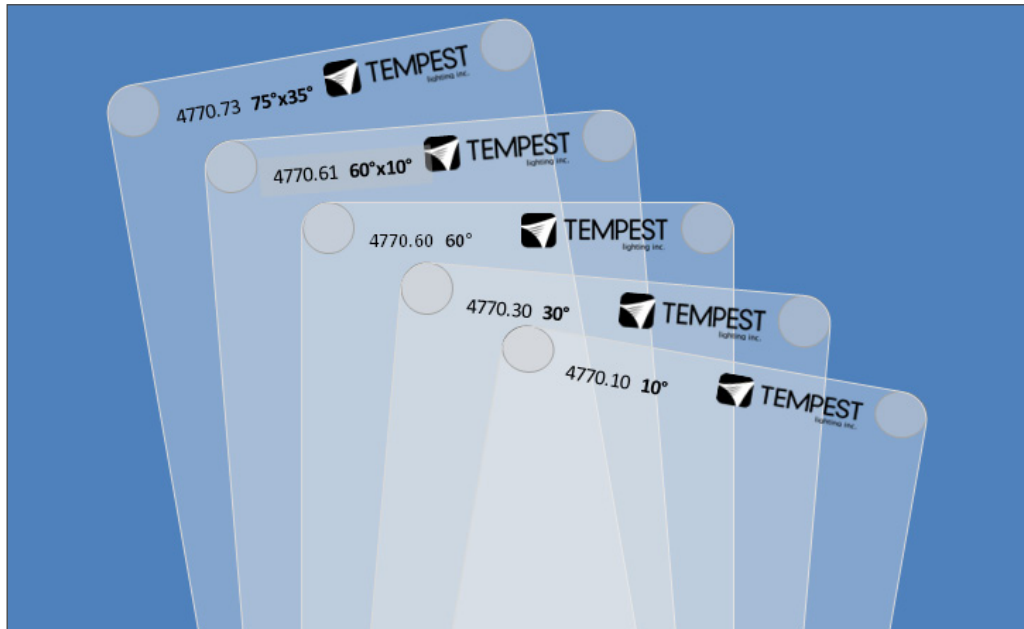 4770.73 75°x35° TEMPEST
lighting inc.
4770.61 60°x10° TEMPEST
lighting inc.
4770.60 60° TEMPEST
lighting inc.
4770.30 30° TEMPEST
lighting inc.
4770.10 10° TEMPEST
lighting inc.